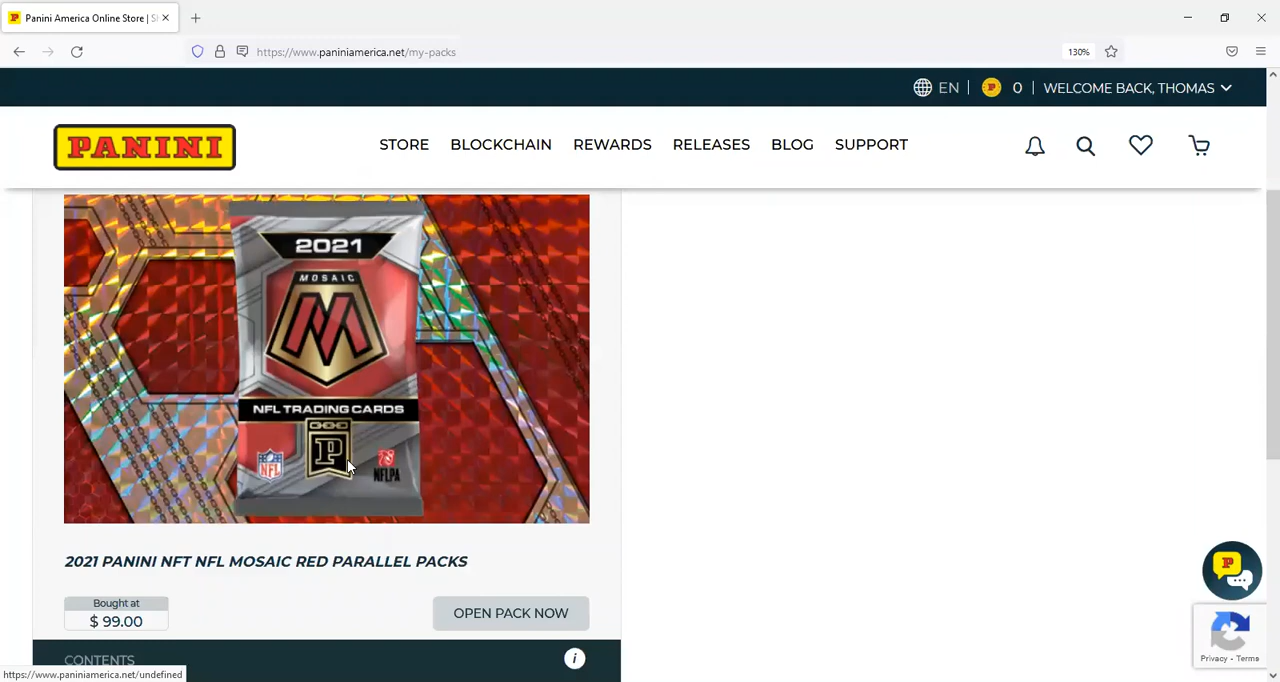 Panini America Online Store | S
https://www.paniniamerica.net/my-packs
130%
EN
P
0
WELCOME BACK, THOMAS
PANINI
STORE
BLOCKCHAIN
REWARDS
RELEASES
BLOG
SUPPORT
2021
MOSAIC
M
NFL TRADING CARDS
NFL
P
NFLPA
2021 PANINI NFT NFL MOSAIC RED PARALLEL PACKS
Bought at
$ 99.00
OPEN PACK NOW
CONTENTS
i
P
Privacy - Terms
https://www.paniniamerica.net/undefined